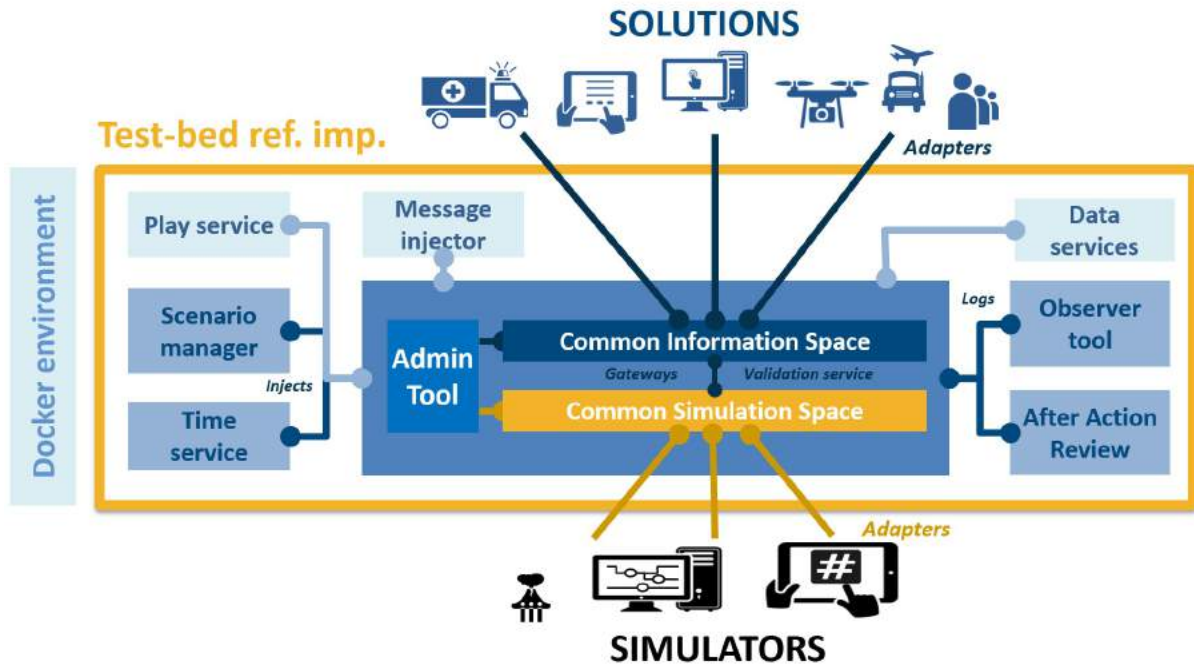 SOLUTIONS
Test-bed ref. imp.
Adapters
Docker environment
Play service
Message
injector
Data
services
Scenario
manager
Injects
Time
service
Admin
Tool
Common Information Space
Gateways
Validation service
Common Simulation Space
Logs
Observer
tool
After Action
Review
Adapters
#
SIMULATORS